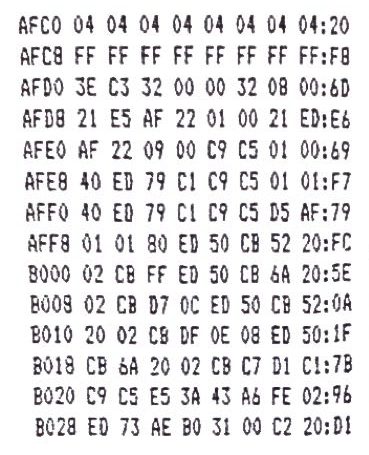 AFC0 04 04 04 04 04 04 04 04:20
AFC8 FF FF FF FF FF FF FF FF:F8
AFD0 3E C3 32 00 00 32 08 00:6D
AFD8 21 E5 AF 22 01 00 21 ED:E6
AFE0 AF 22 09 00 C9 C5 01 00:69
AFE8 40 ED 79 C1 C9 C5 01 01:F7
AFF0 40 ED 79 C1 C9 C5 D5 AF:79
AFF8 01 01 80 ED 50 CB 52 20:FC
B000 02 CB FF ED 50 CB 6A 20:5E
B008 02 CB D7 0C ED 50 CB 52:0A
B010 20 02 CB DF 0E 08 ED 50:1F
B018 CB 6A 20 02 CB C7 D1 C1:7B
B020 C9 C5 E5 3A 43 A6 FE 02:96
B028 ED 73 AE B0 31 00 C2 20:D1